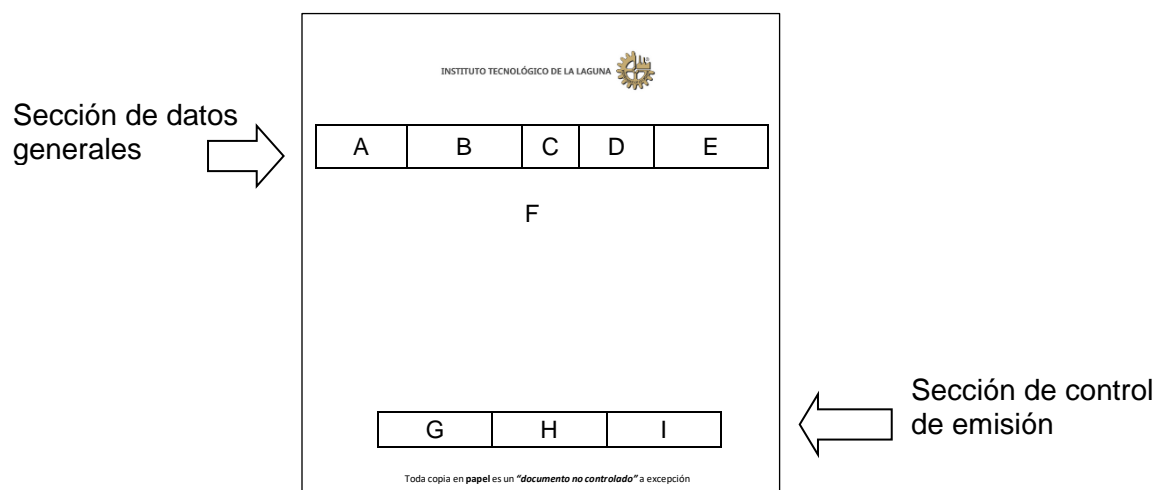 INSTITUTO TECNOLÓGICO DE LA LAGUNA
Sección de datos
generales
A B C D E
F
Sección de control
de emisión
G H I
Toda copia en papel es un "documento no controlado" a excepción